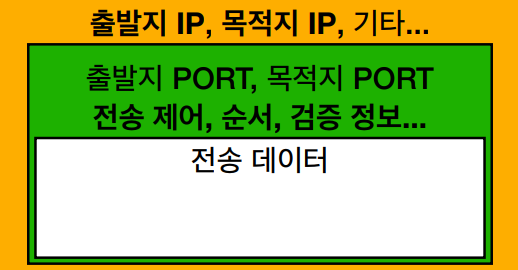 출발지 IP, 목적지 IP, 기타...
출발지 PORT, 목적지 PORT
전송 제어, 순서, 검증 정보...
전송 데이터